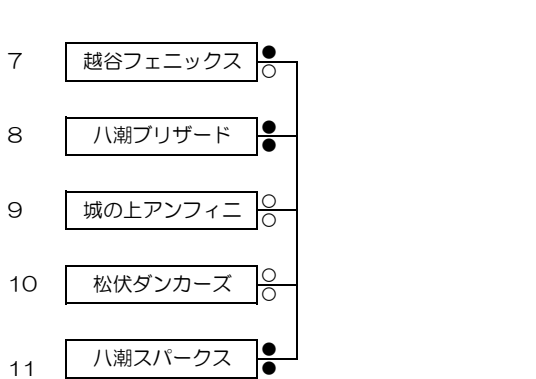 7 越谷フェニックス ●
○
8 八潮ブリザード ●
●
9 城の上アンフィニ ○
○
10 松伏ダンカーズ ○
○
11 八潮スパークス ●
●